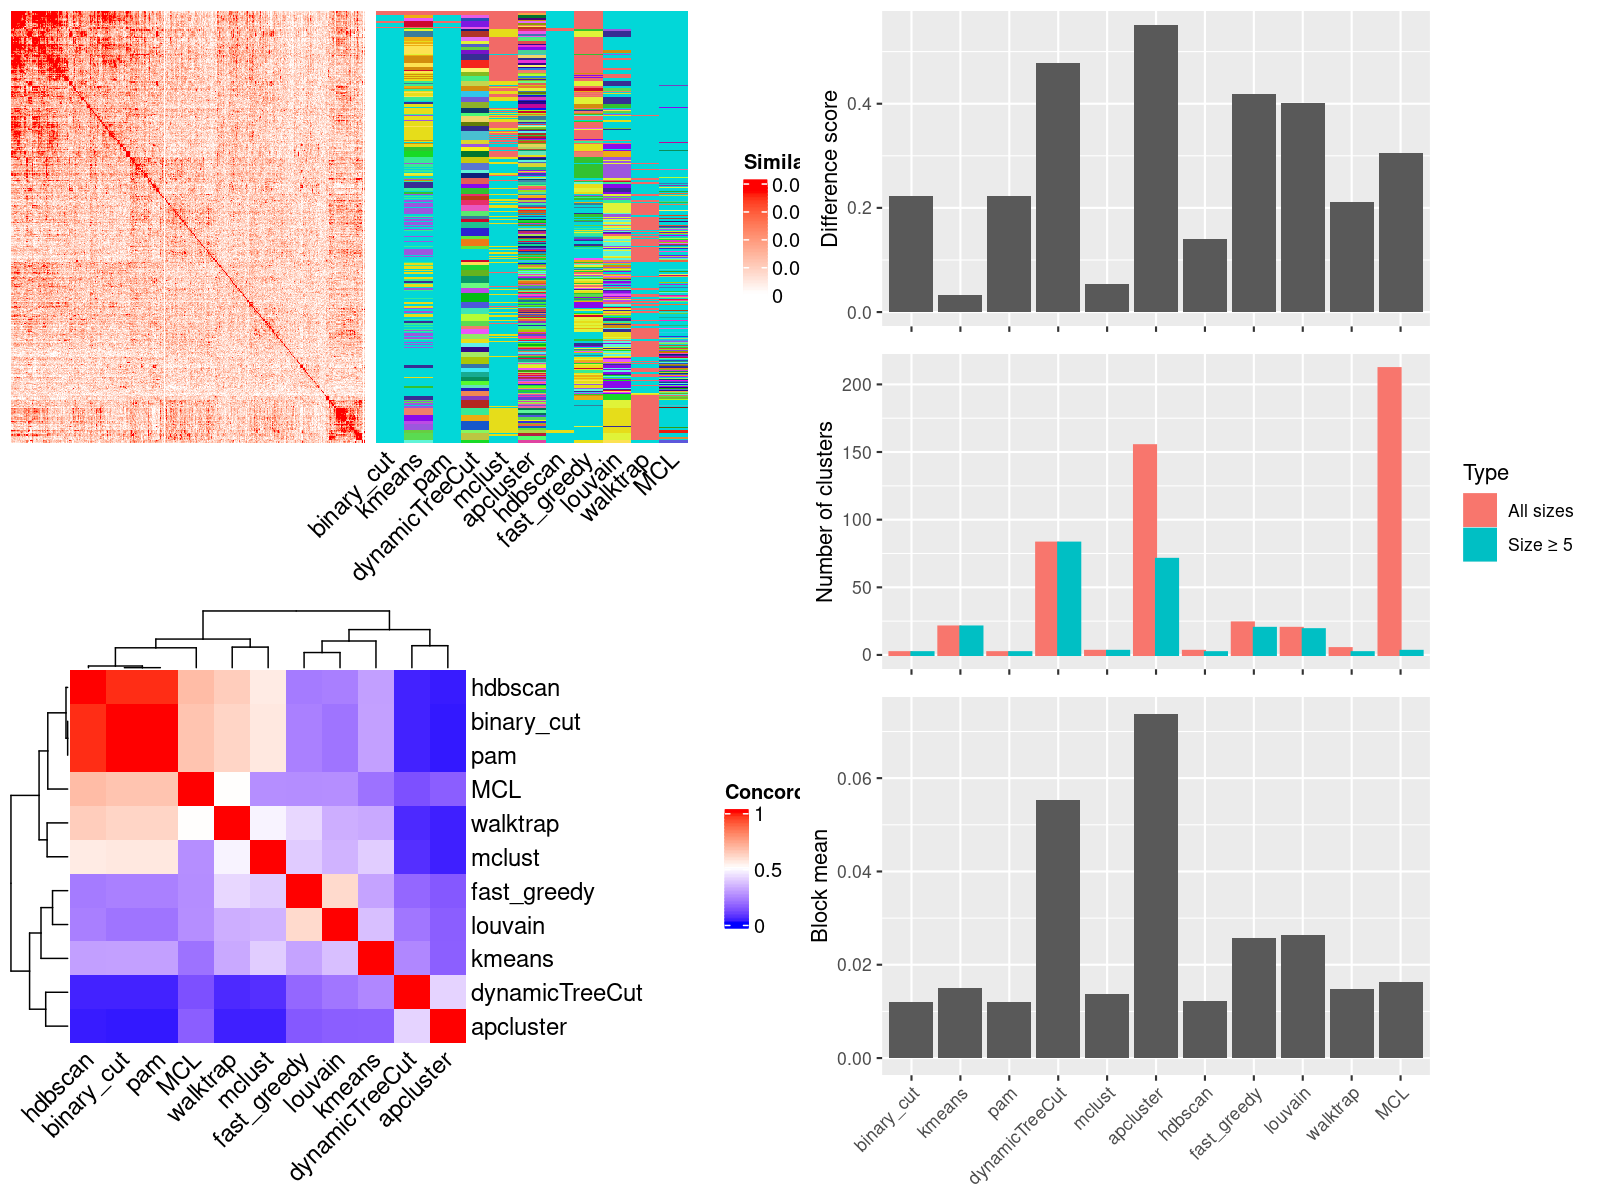 Simila
0.0
0.0
0.0
0.0
0
binary_cut
kmeans
pam
dynamicTreeCut
mclust
apcluster
hdbscan
fast_greedy
louvain
walktrap
MCL
hdbscan
binary_cut
pam
MCL
walktrap
mclust
fast_greedy
louvain
kmeans
dynamicTreeCut
apcluster
hdbscan
binary_cut
pam
MCL
walktrap
mclust
fast_greedy
louvain
kmeans
dynamicTreeCut
apcluster
Concord
1
0.5
0
Difference score
0.4
0.2
0.0
Number of clusters
200
150
100
50
0
Type
All sizes
Size ≥ 5
Block mean
0.06
0.04
0.02
0.00
binary_cut
kmeans
pam
dynamicTreeCut
mclust
apcluster
hdbscan
fast_greedy
louvain
walktrap
MCL